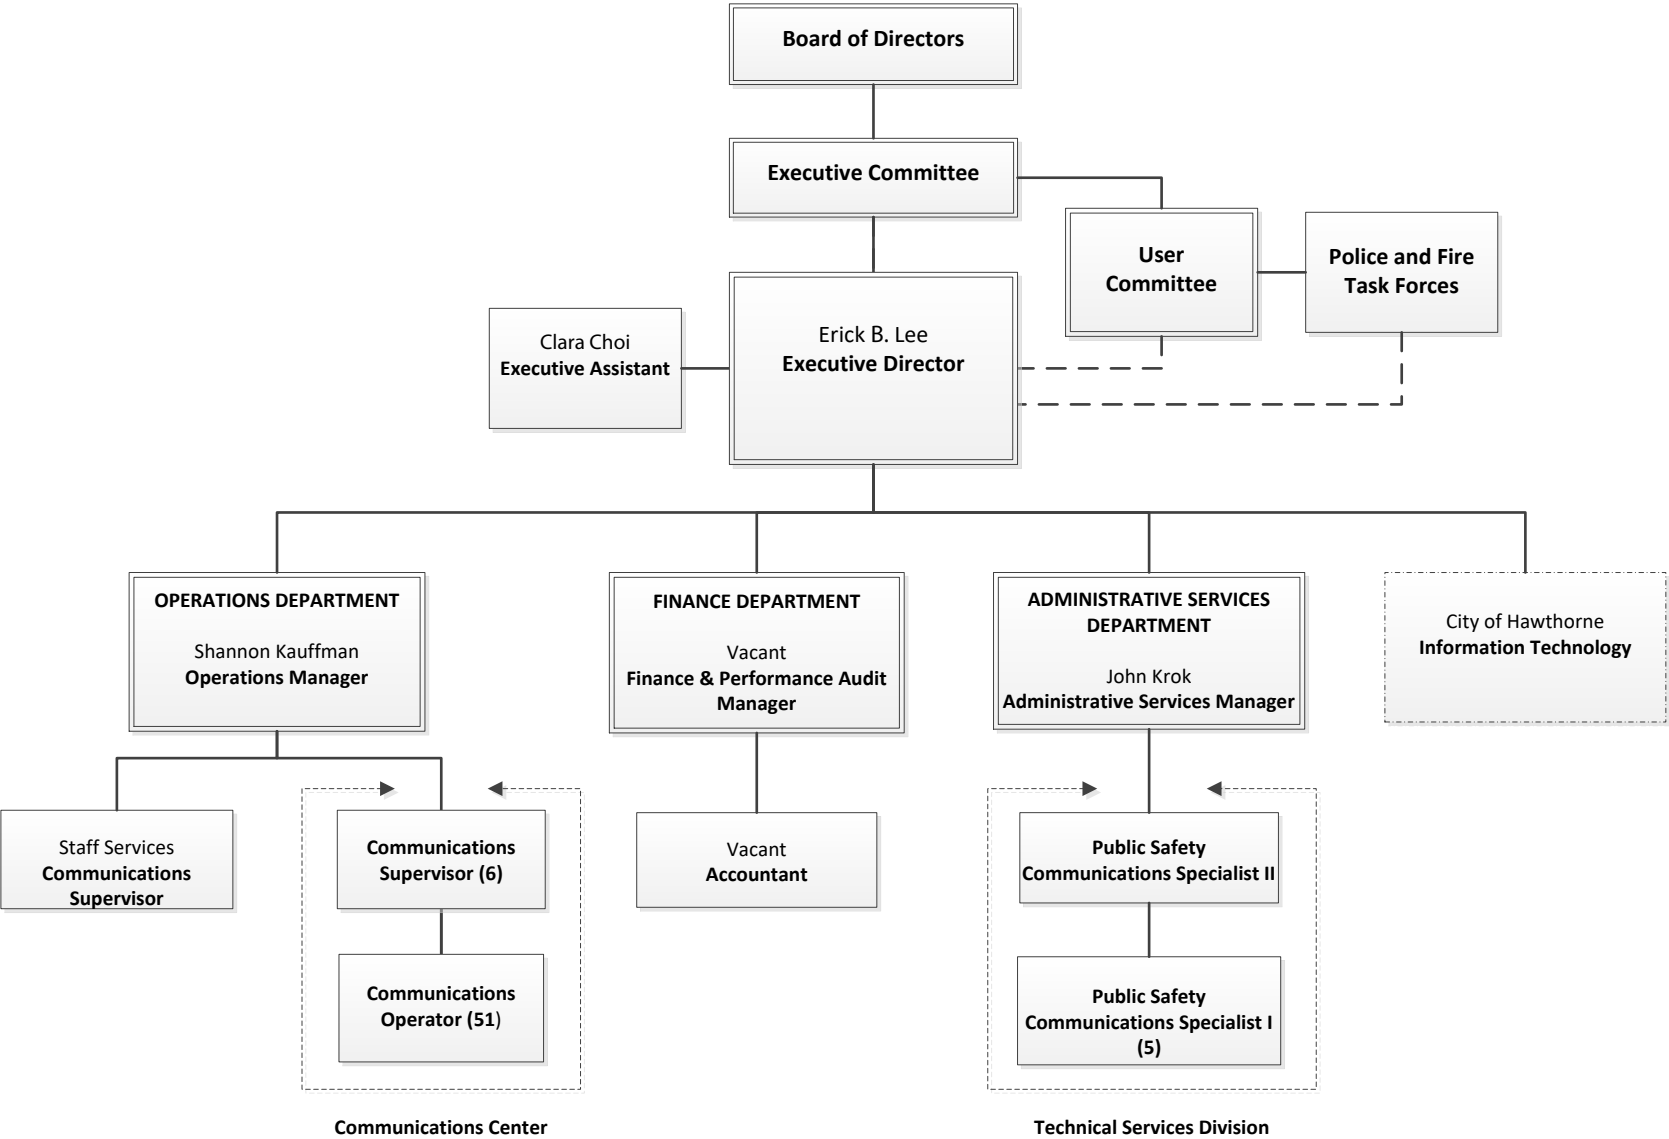 Board of Directors
Executive Committee
User
Committee
Police and Fire
Task Forces
Clara Choi
Executive Assistant
Erick B. Lee
Executive Director
OPERATIONS DEPARTMENT
Shannon Kauffman
Operations Manager
FINANCE DEPARTMENT
Vacant
Finance & Performance Audit
Manager
ADMINISTRATIVE SERVICES
DEPARTMENT
John Krok
Administrative Services Manager
City of Hawthorne
Information Technology
Staff Services
Communications
Supervisor
Communications
Supervisor (6)
Vacant
Accountant
Public Safety
Communications Specialist II
Communications
Operator (51)
Public Safety
Communications Specialist I
(5)
Communications Center
Technical Services Division